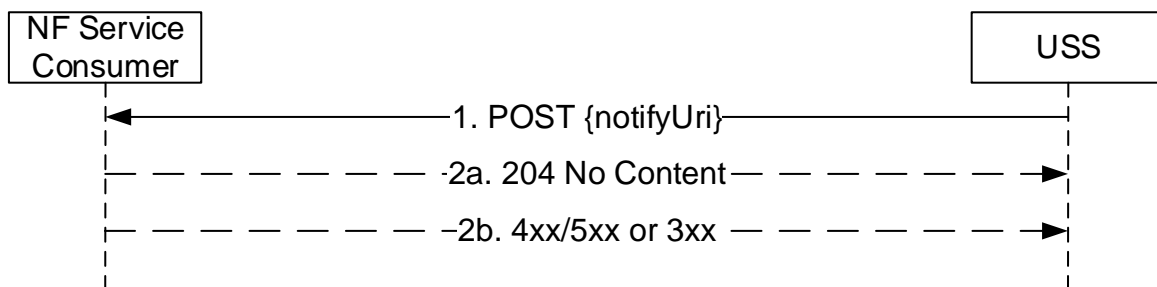 NF Service
Consumer
USS
1. POST {notifyUri}
2a. 204 No Content
2b. 4xx/5xx or 3xx